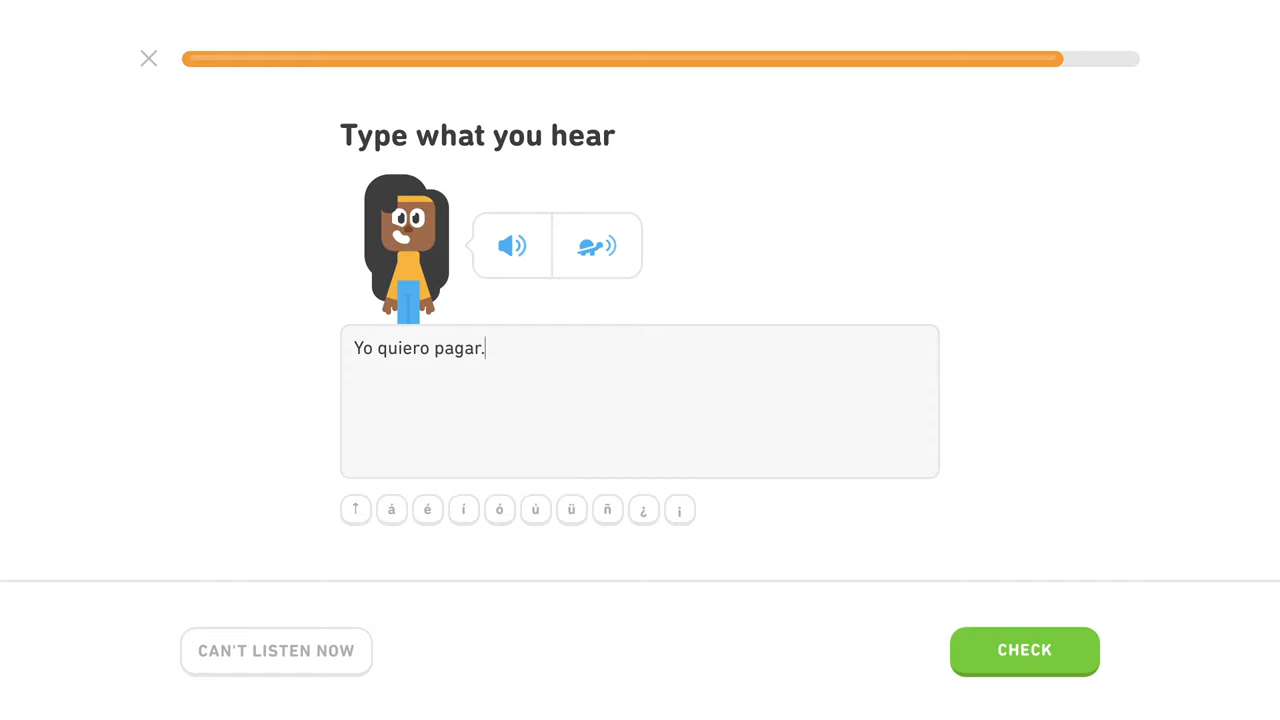 Type what you hear
Yo quiero pagar.
↑ á é í ó ú ü ñ ¿ ¡
CAN'T LISTEN NOW
CHECK